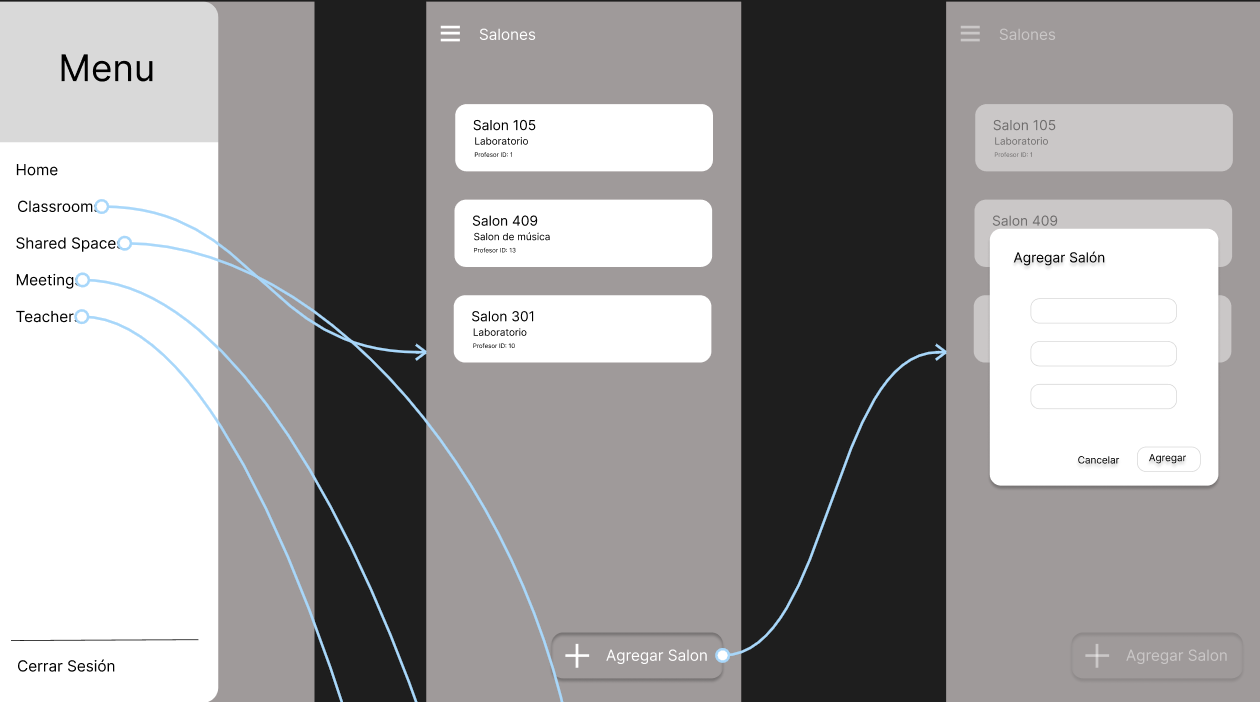 Menu
Home
Classroom
Shared Space
Meeting
Teacher
Cerrar Sesión
Salones
Salon 105
Laboratorio
Profesor ID: 1
Salon 409
Salon de música
Profesor ID: 13
Salon 301
Laboratorio
Profesor ID: 10
Agregar Salon
Salones
Salon 105
Laboratorio
Profesor ID: 1
Salon 409
Agregar Salón
Cancelar
Agregar
Agregar Salon